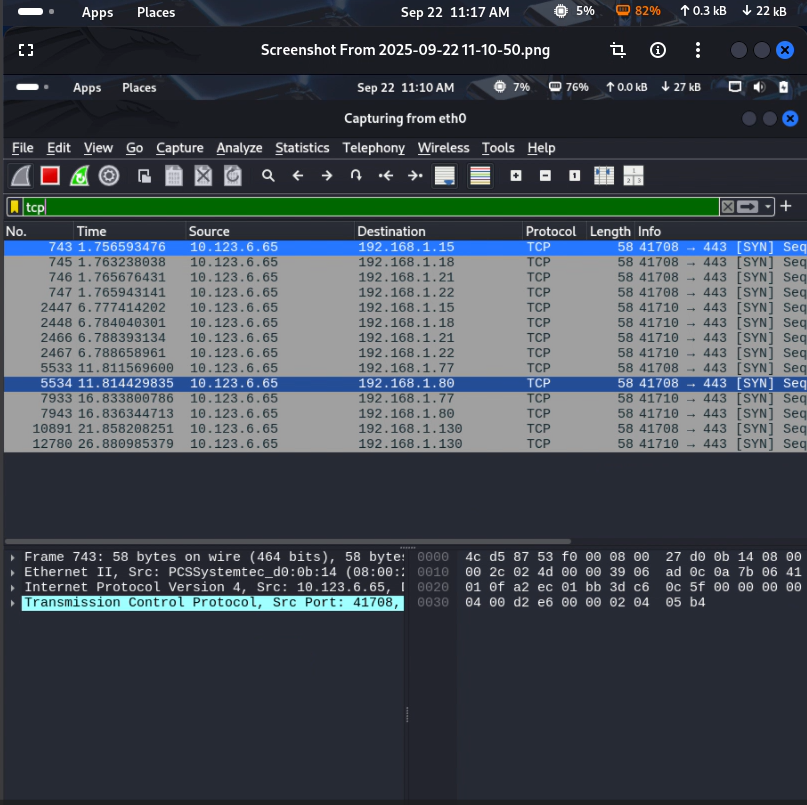 Apps Places Sep 22 11:17 AM 5% 82% ↑ 0.3 kB ↓ 22 kB
Screenshot From 2025-09-22 11-10-50.png
Apps Places Sep 22 11:10 AM 7% 76% ↑ 0.0 kB ↓ 27 kB
Capturing from eth0
File Edit View Go Capture Analyze Statistics Telephony Wireless Tools Help
tcp
No. Time Source Destination Protocol Length Info
743 1.756593476 10.123.6.65 192.168.1.15 TCP 58 41708 → 443 [SYN] Seq
745 1.763238038 10.123.6.65 192.168.1.18 TCP 58 41708 → 443 [SYN] Seq
746 1.765676431 10.123.6.65 192.168.1.21 TCP 58 41708 → 443 [SYN] Seq
747 1.765943141 10.123.6.65 192.168.1.22 TCP 58 41708 → 443 [SYN] Seq
2447 6.777414202 10.123.6.65 192.168.1.15 TCP 58 41710 → 443 [SYN] Seq
2448 6.784040301 10.123.6.65 192.168.1.18 TCP 58 41710 → 443 [SYN] Seq
2466 6.788393134 10.123.6.65 192.168.1.21 TCP 58 41710 → 443 [SYN] Seq
2467 6.788658961 10.123.6.65 192.168.1.22 TCP 58 41710 → 443 [SYN] Seq
5533 11.811569600 10.123.6.65 192.168.1.77 TCP 58 41708 → 443 [SYN] Seq
5534 11.814429835 10.123.6.65 192.168.1.80 TCP 58 41708 → 443 [SYN] Seq
7933 16.833800786 10.123.6.65 192.168.1.77 TCP 58 41710 → 443 [SYN] Seq
7943 16.836344713 10.123.6.65 192.168.1.80 TCP 58 41710 → 443 [SYN] Seq
10891 21.858208251 10.123.6.65 192.168.1.130 TCP 58 41708 → 443 [SYN] Seq
12780 26.880985379 10.123.6.65 192.168.1.130 TCP 58 41710 → 443 [SYN] Seq
Frame 743: 58 bytes on wire (464 bits), 58 bytes
Ethernet II, Src: PCSSystemtec_d0:0b:14 (08:00:2
Internet Protocol Version 4, Src: 10.123.6.65,
Transmission Control Protocol, Src Port: 41708,
0000 4c d5 87 53 f0 00 08 00 27 d0 0b 14 08 00
0010 00 2c 02 4d 00 00 39 06 ad 0c 0a 7b 06 41
0020 01 0f a2 ec 01 bb 3d c6 0c 5f 00 00 00 00
0030 04 00 d2 e6 00 00 02 04 05 b4